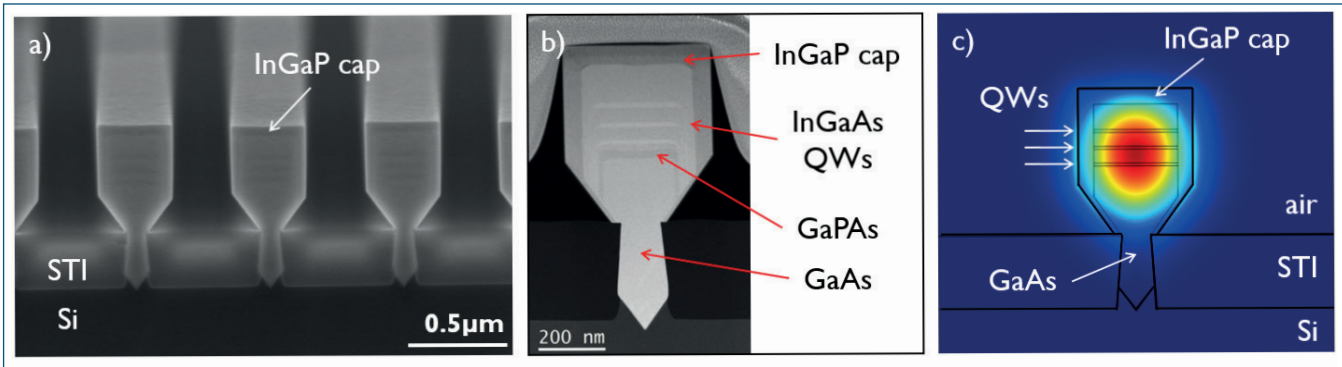 a)
InGaP cap
STI
Si
0.5µm
b)
InGaP cap
InGaAs
QWs
GaPAs
GaAs
200 nm
c)
InGaP cap
QWs
air
GaAs
STI
Si